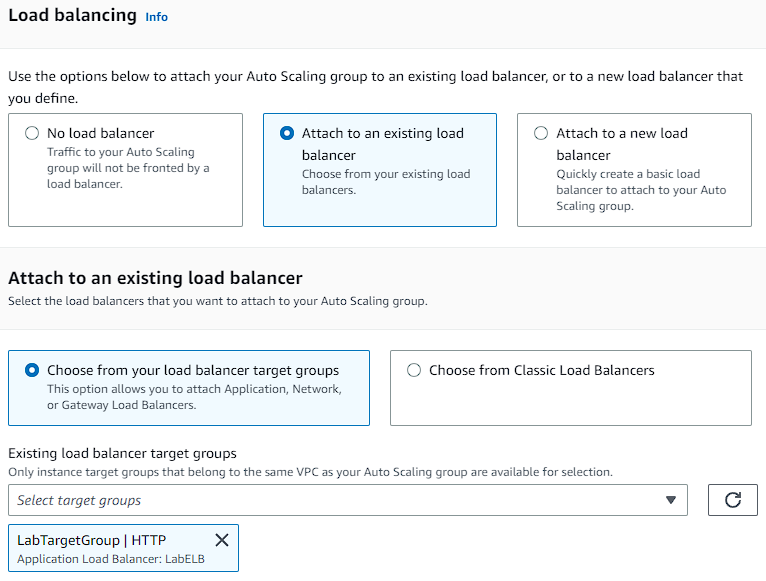 Load balancing Info
Use the options below to attach your Auto Scaling group to an existing load balancer, or to a new load balancer that
you define.
No load balancer
Traffic to your Auto Scaling
group will not be fronted by a
load balancer.
Attach to an existing load
balancer
Choose from your existing load
balancers.
Attach to a new load
balancer
Quickly create a basic load
balancer to attach to your Auto
Scaling group.
Attach to an existing load balancer
Select the load balancers that you want to attach to your Auto Scaling group.
Choose from your load balancer target groups
This option allows you to attach Application, Network,
or Gateway Load Balancers.
Choose from Classic Load Balancers
Existing load balancer target groups
Only instance target groups that belong to the same VPC as your Auto Scaling group are available for selection.
Select target groups
LabTargetGroup | HTTP
Application Load Balancer: LabELB